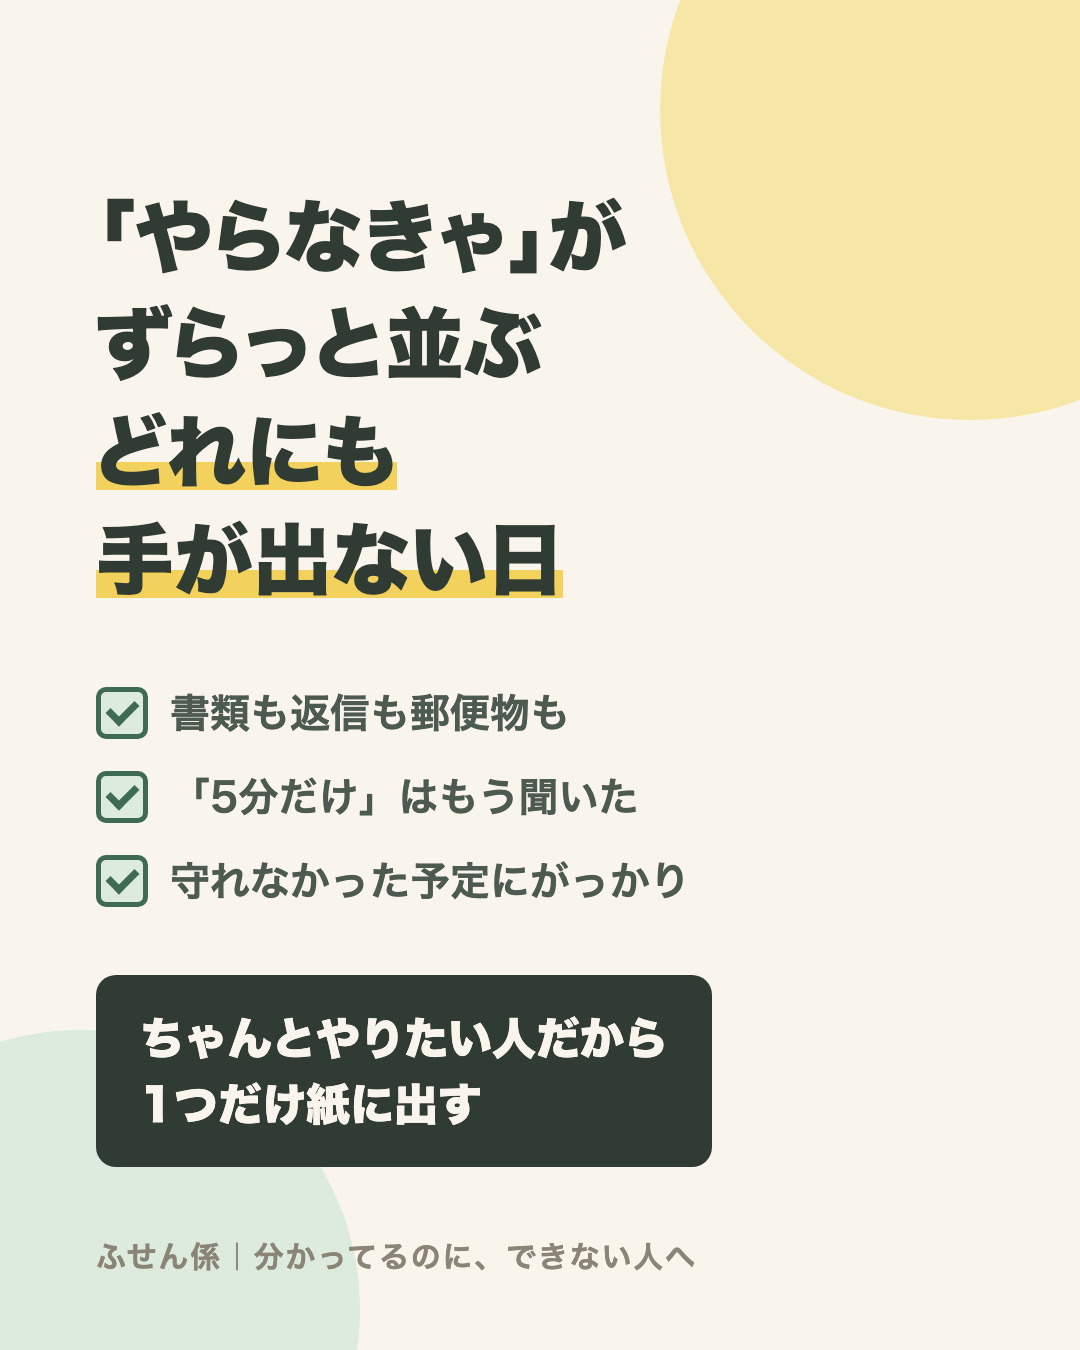 「やらなきゃ」が
ずらっと並ぶ
どれにも
手が出ない日
書類も返信も郵便物も
「5分だけ」はもう聞いた
守れなかった予定にがっかり
ちゃんとやりたい人だから
1つだけ紙に出す
ふせん係｜分かってるのに、できない人へ